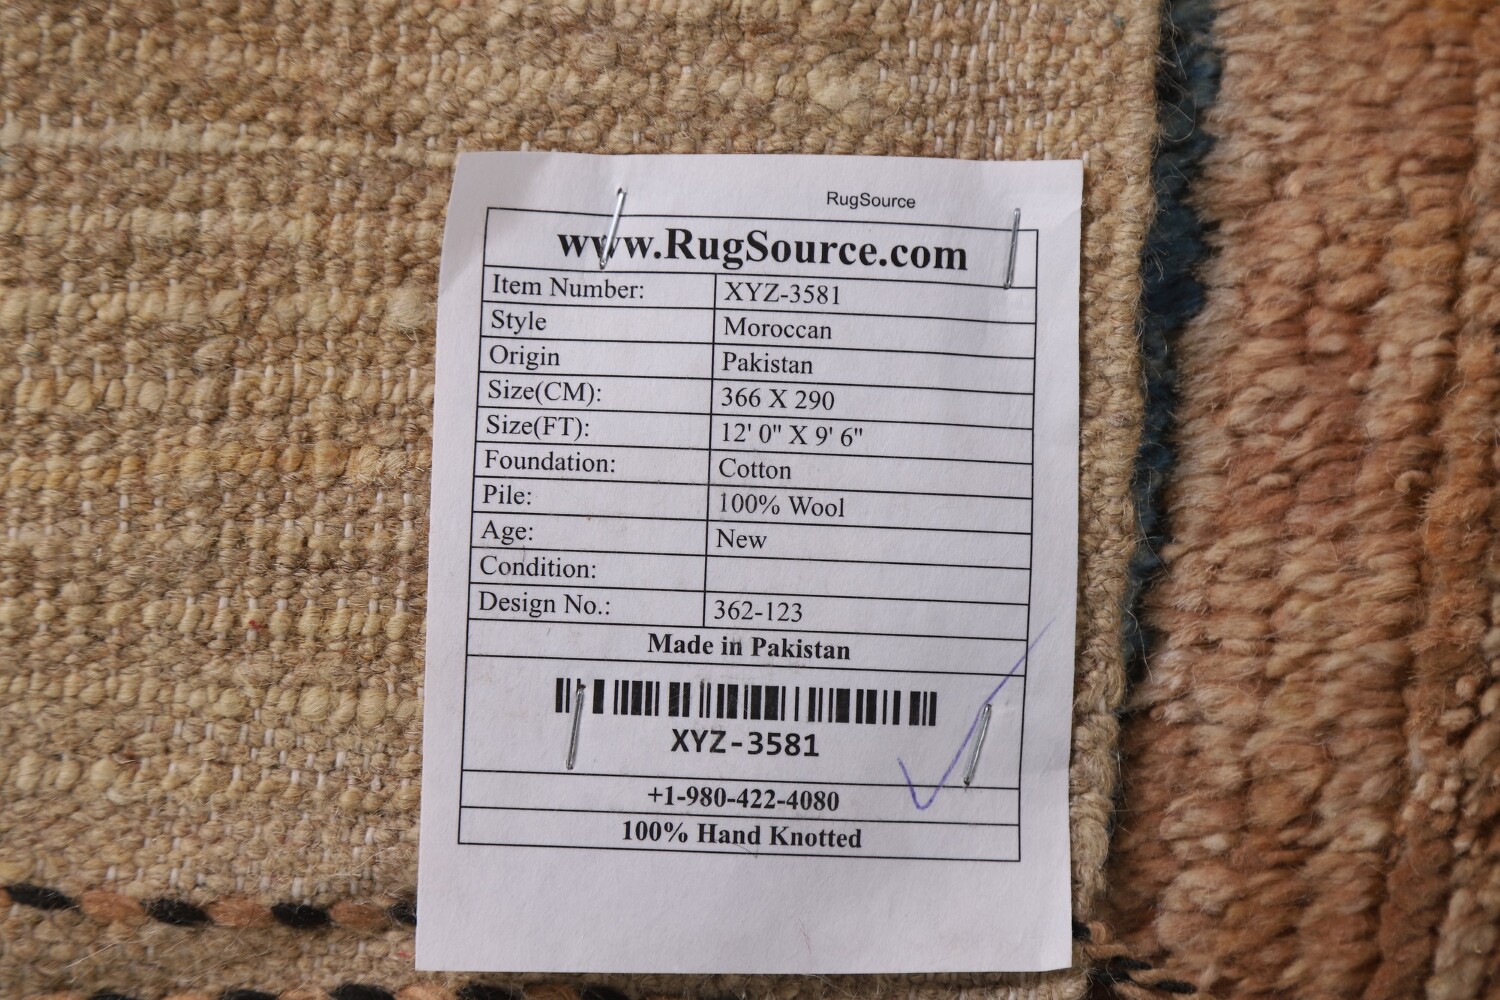 RugSource
www.RugSource.com
Item Number: XYZ-3581
Style Moroccan
Origin Pakistan
Size(CM): 366 X 290
Size(FT): 12' 0" X 9' 6"
Foundation: Cotton
Pile: 100% Wool
Age: New
Condition:
Design No.: 362-123
Made in Pakistan
XYZ-3581
+1-980-422-4080
100% Hand Knotted